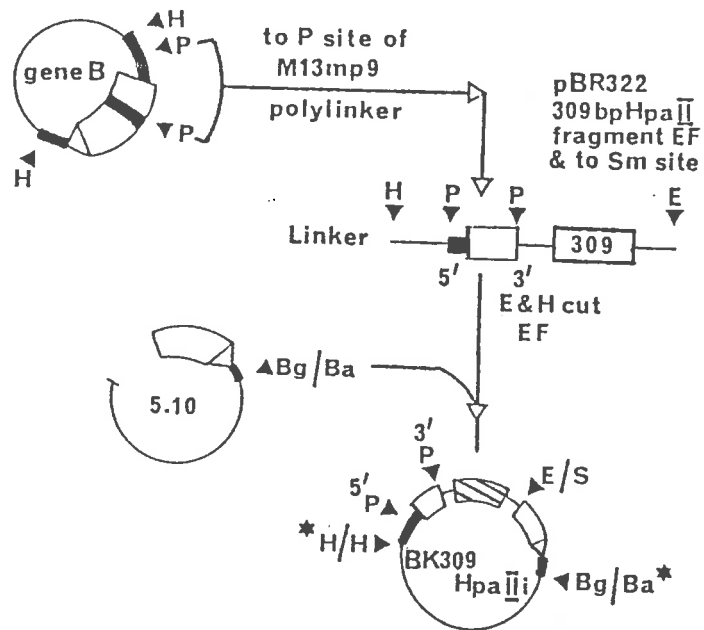 H
P
gene B
P
H
to P site of
M13mp9
polylinker
pBR322
309bpHpaII
fragment EF
& to Sm site
H
P
P
E
Linker
309
5'
3'
E&H cut
EF
5.10
Bg/Ba
3'
P
5'
P
E/S
*H/H
BK309
HpaIIi
Bg/Ba*